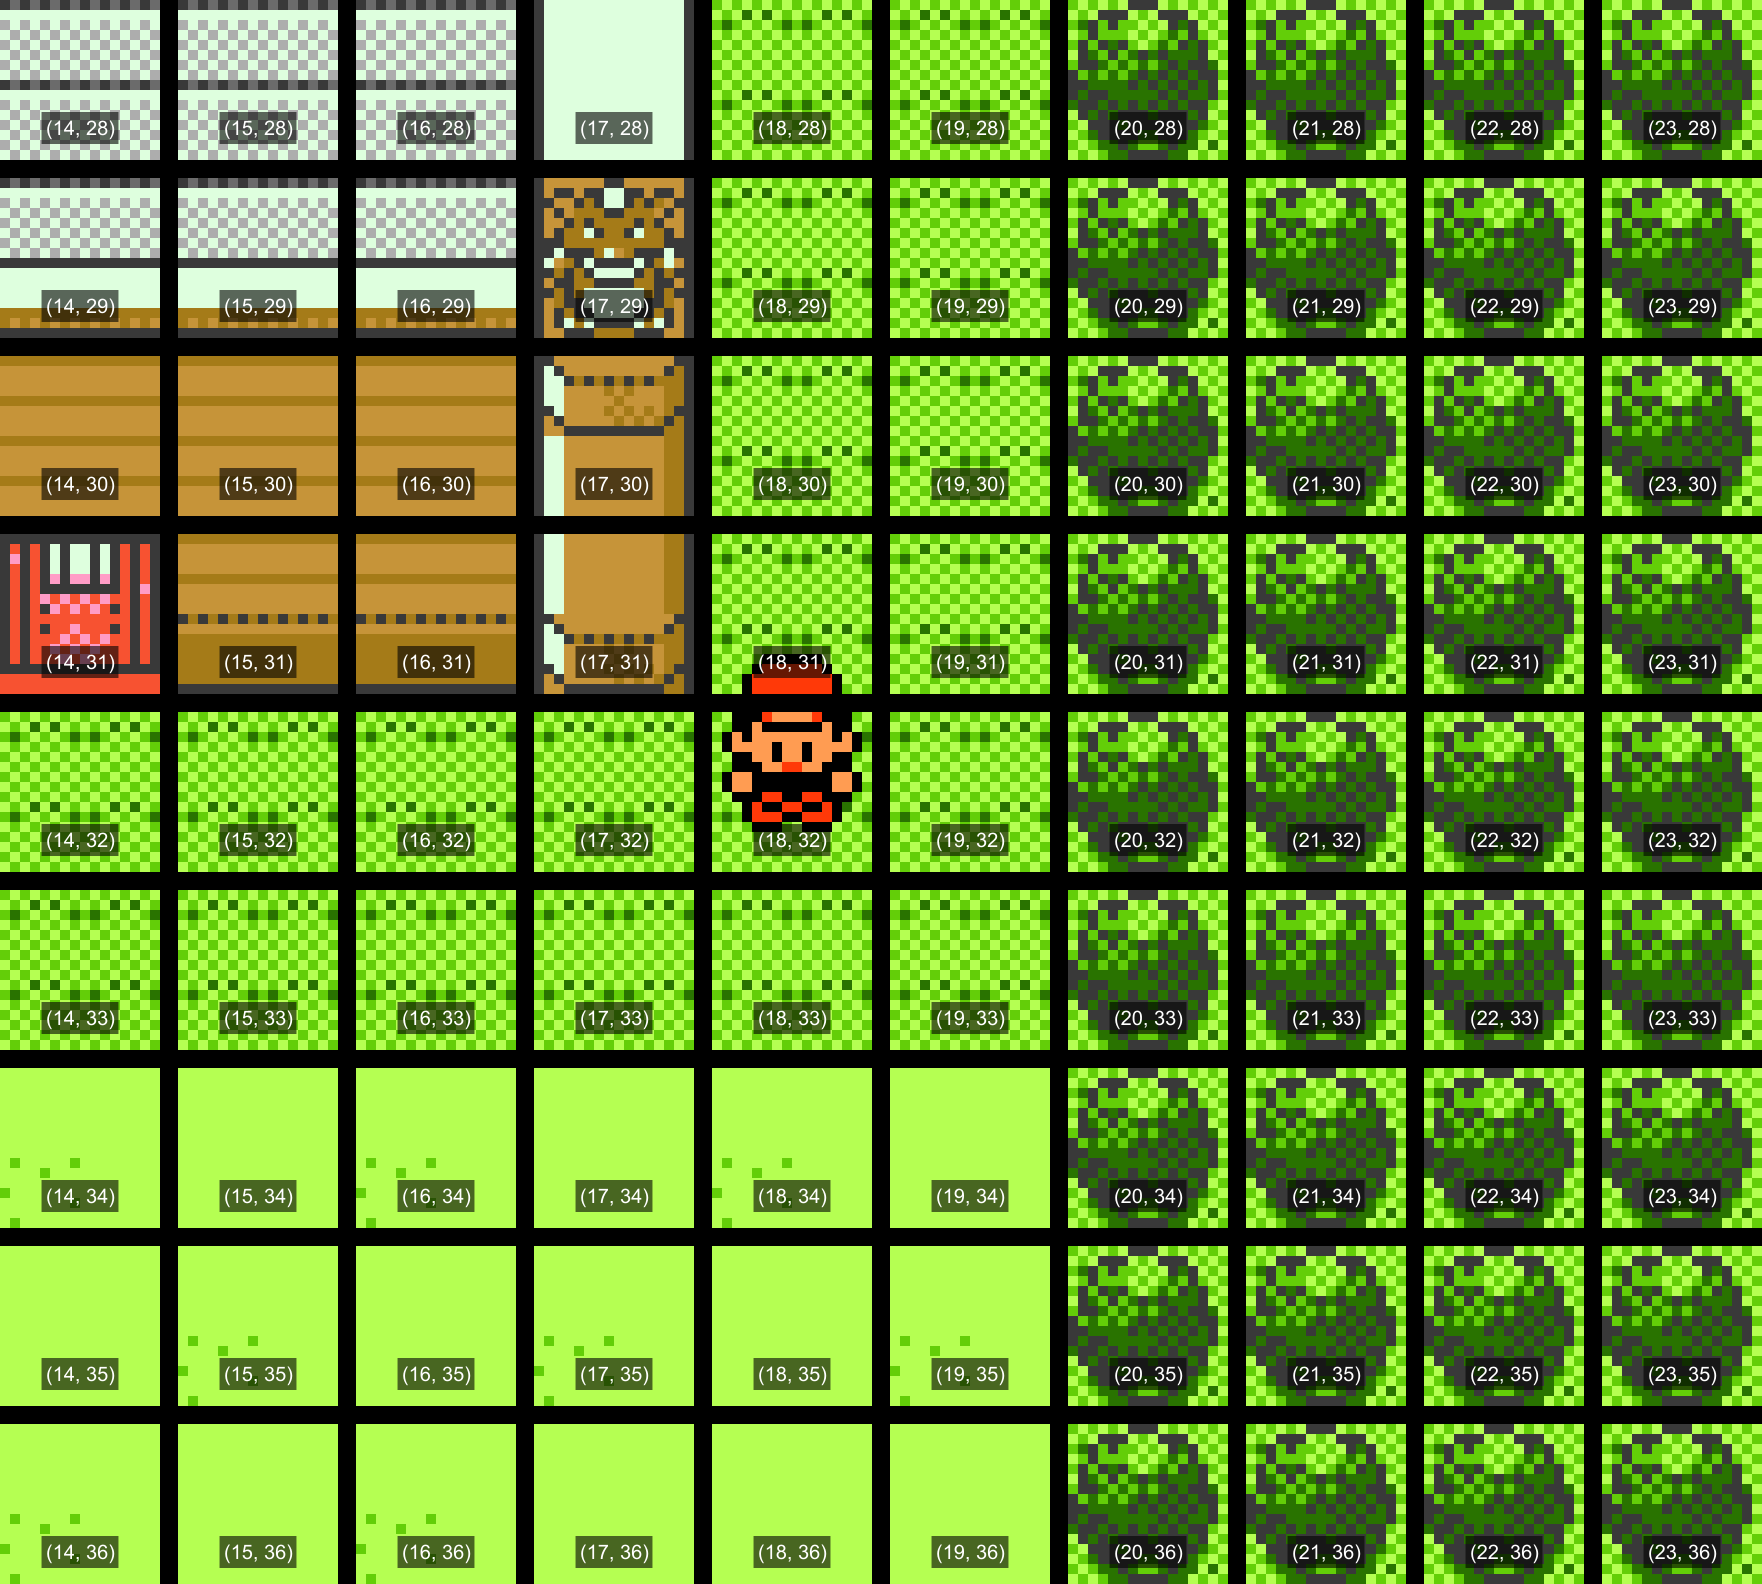 (14, 28) (15, 28) (16, 28) (17, 28) (18, 28) (19, 28) (20, 28) (21, 28) (22, 28) (23, 28)
(14, 29) (15, 29) (16, 29) (17, 29) (18, 29) (19, 29) (20, 29) (21, 29) (22, 29) (23, 29)
(14, 30) (15, 30) (16, 30) (17, 30) (18, 30) (19, 30) (20, 30) (21, 30) (22, 30) (23, 30)
(14, 31) (15, 31) (16, 31) (17, 31) (18, 31) (19, 31) (20, 31) (21, 31) (22, 31) (23, 31)
(14, 32) (15, 32) (16, 32) (17, 32) (18, 32) (19, 32) (20, 32) (21, 32) (22, 32) (23, 32)
(14, 33) (15, 33) (16, 33) (17, 33) (18, 33) (19, 33) (20, 33) (21, 33) (22, 33) (23, 33)
(14, 34) (15, 34) (16, 34) (17, 34) (18, 34) (19, 34) (20, 34) (21, 34) (22, 34) (23, 34)
(14, 35) (15, 35) (16, 35) (17, 35) (18, 35) (19, 35) (20, 35) (21, 35) (22, 35) (23, 35)
(14, 36) (15, 36) (16, 36) (17, 36) (18, 36) (19, 36) (20, 36) (21, 36) (22, 36) (23, 36)